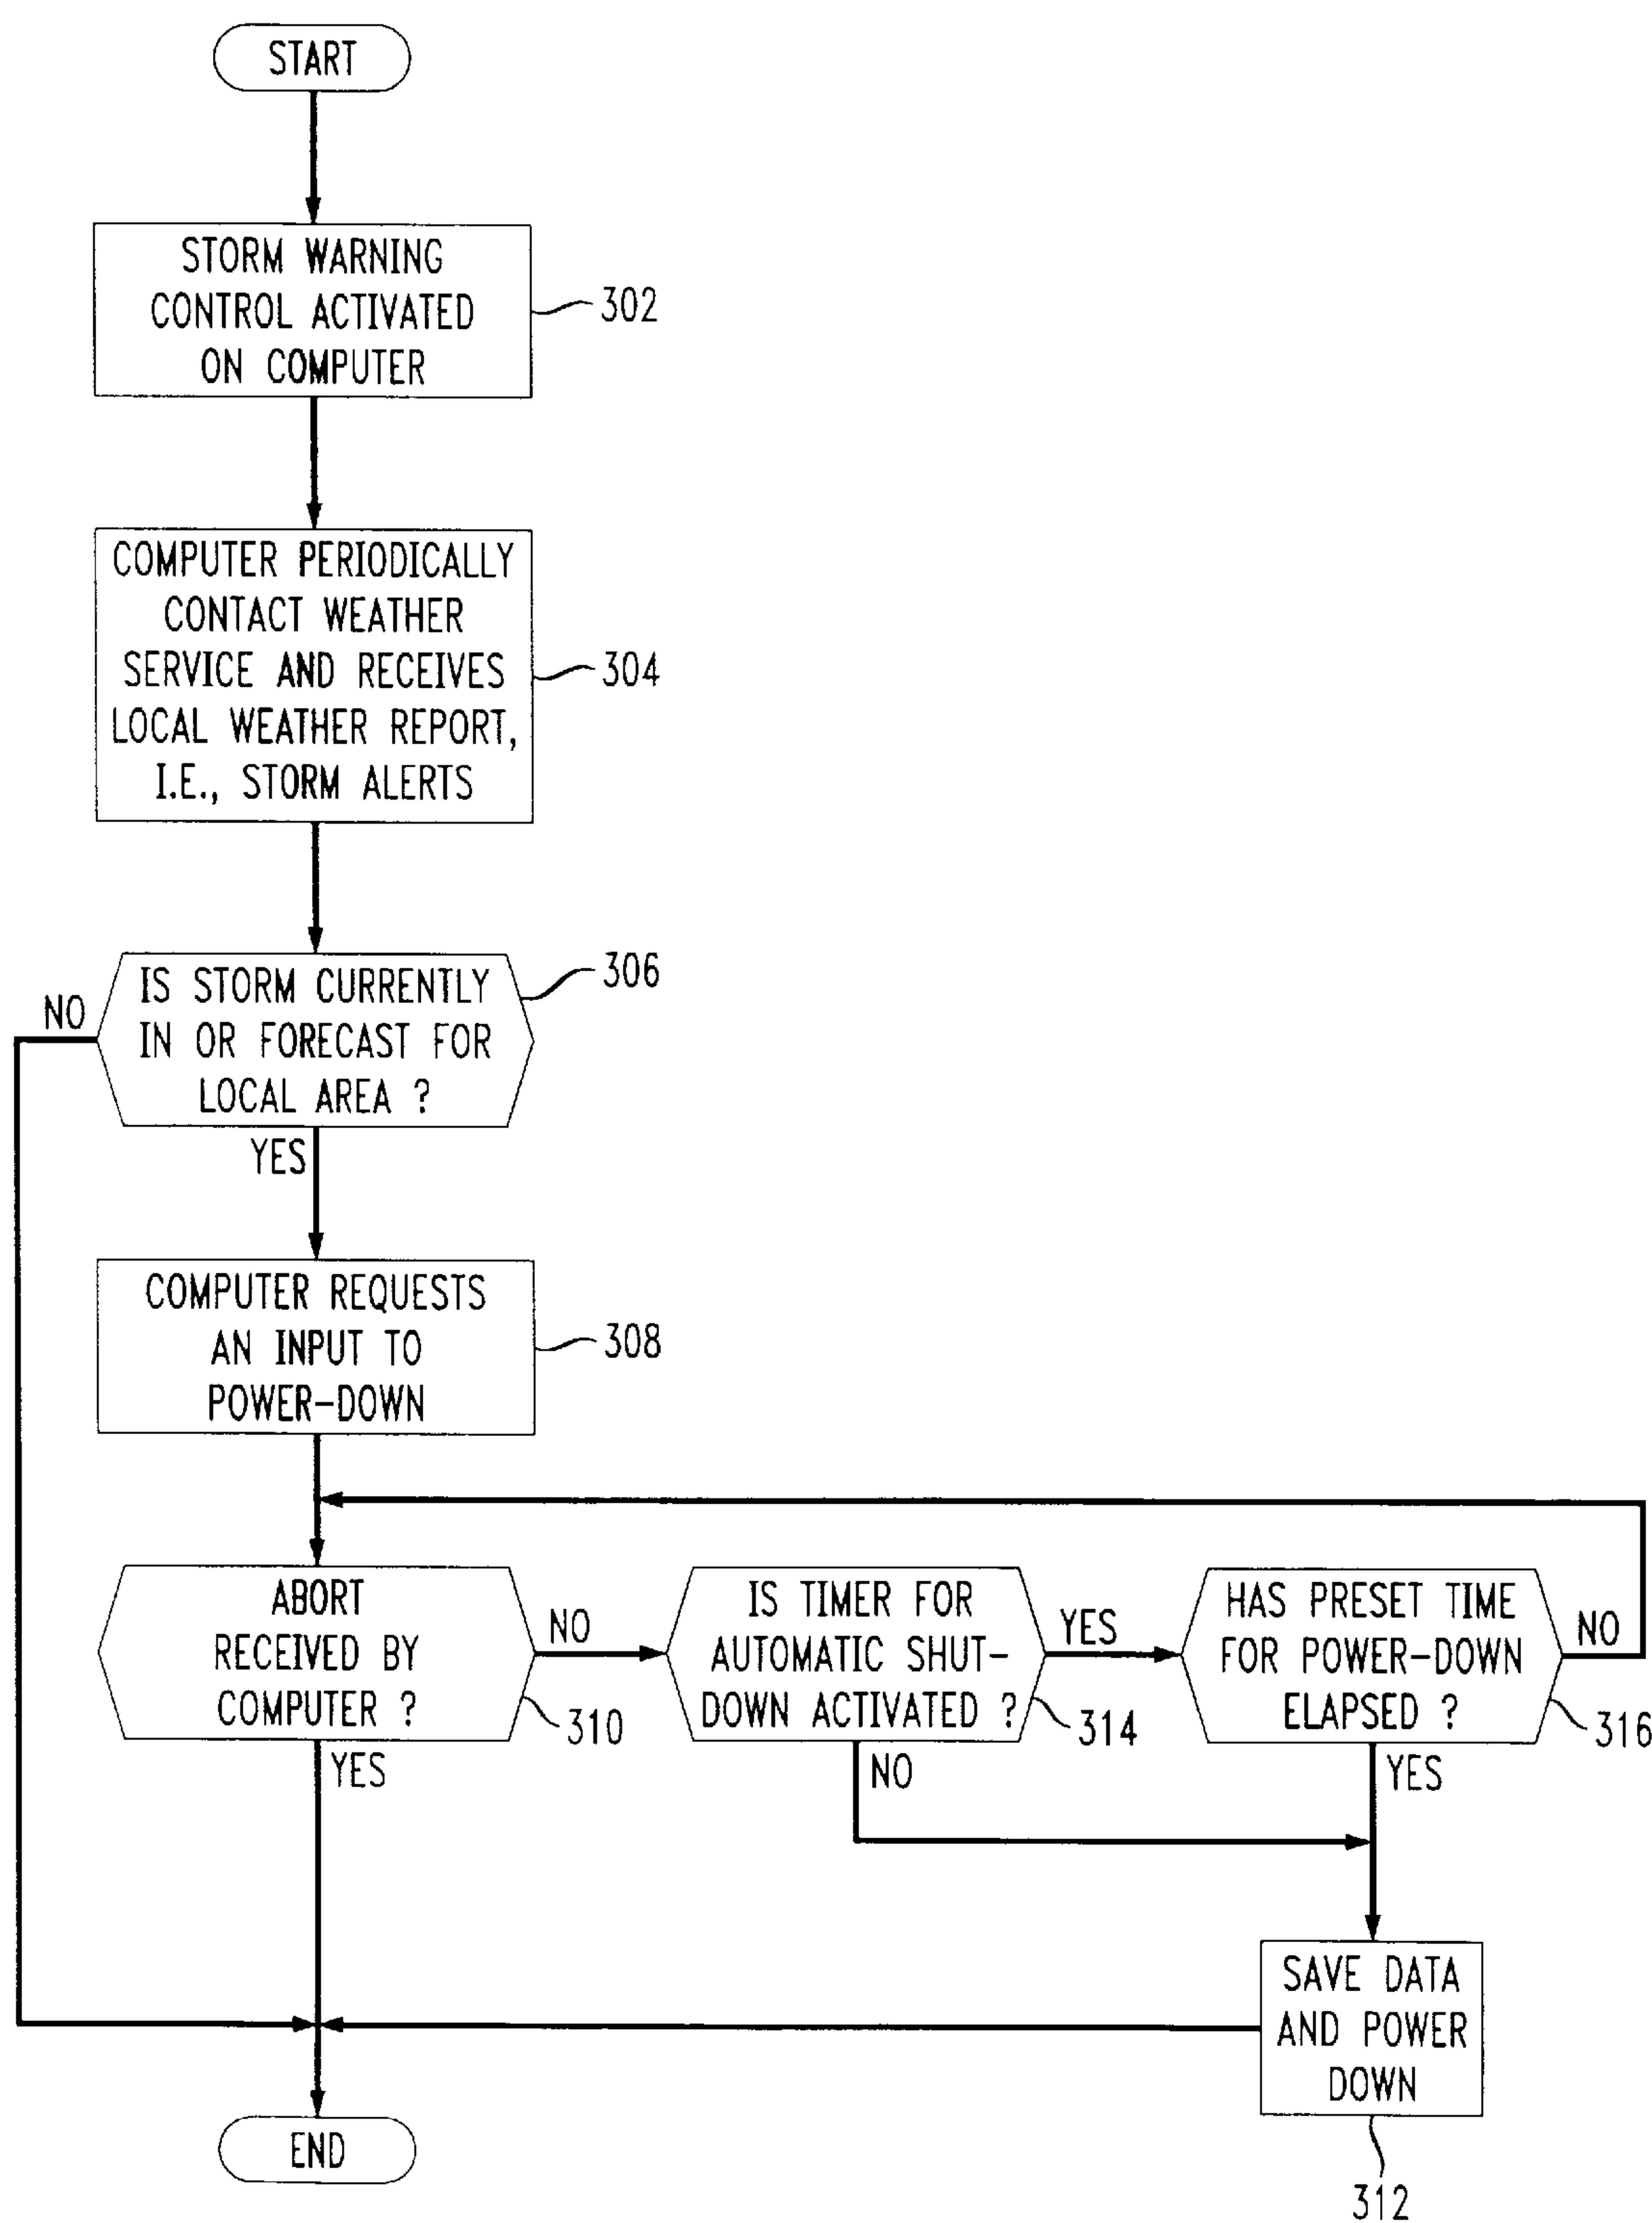 START
STORM WARNING
CONTROL ACTIVATED
ON COMPUTER
302
COMPUTER PERIODICALLY
CONTACT WEATHER
SERVICE AND RECEIVES
LOCAL WEATHER REPORT,
I.E., STORM ALERTS
304
IS STORM CURRENTLY
IN OR FORECAST FOR
LOCAL AREA ?
306
NO
YES
COMPUTER REQUESTS
AN INPUT TO
POWER-DOWN
308
ABORT
RECEIVED BY
COMPUTER ?
310
NO
YES
IS TIMER FOR
AUTOMATIC SHUT-
DOWN ACTIVATED ?
314
YES
NO
HAS PRESET TIME
FOR POWER-DOWN
ELAPSED ?
316
NO
YES
SAVE DATA
AND POWER
DOWN
312
END